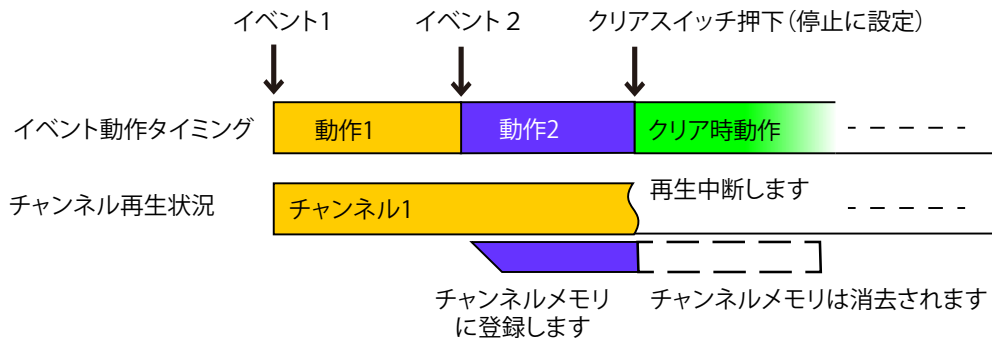 イベント1
イベント２
クリアスイッチ押下（停止に設定）
イベント動作タイミング
動作1
動作2
クリア時動作
チャンネル再生状況
チャンネル1
再生中断します
チャンネルメモリ
に登録します
チャンネルメモリは消去されます